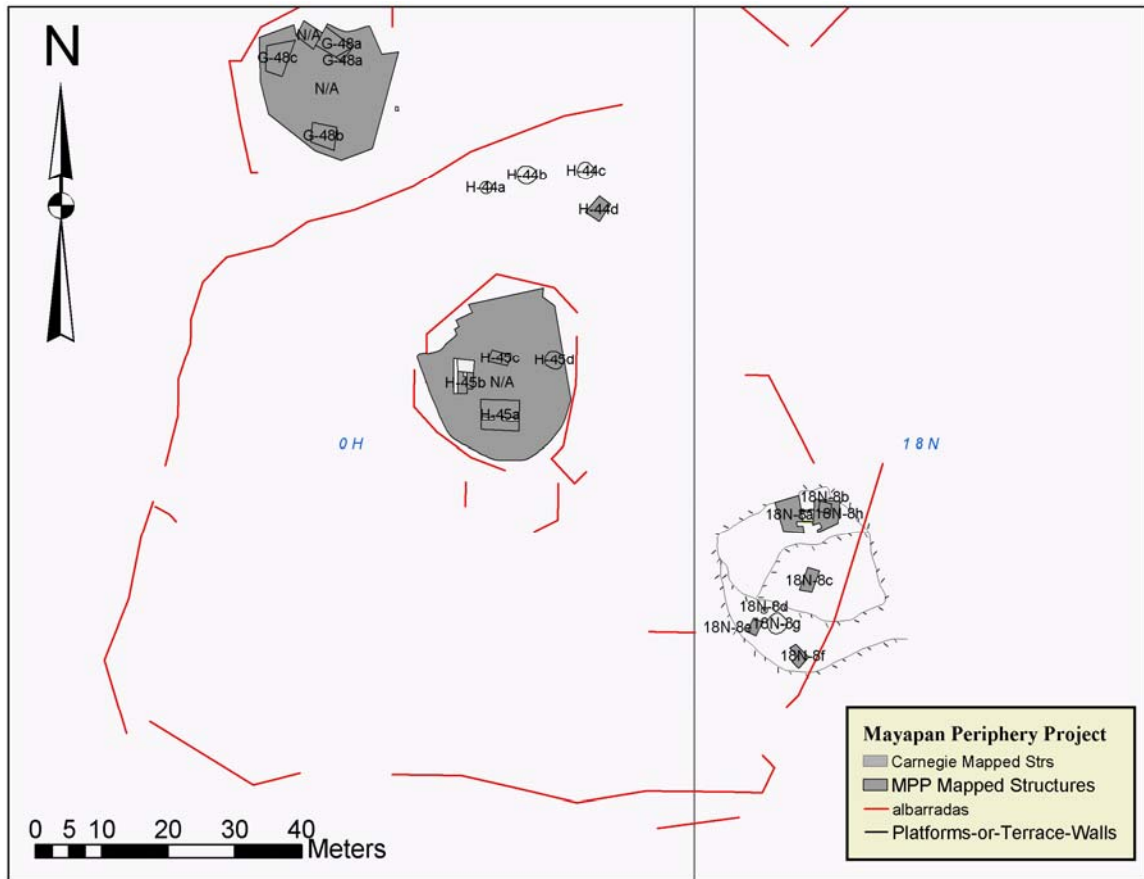 N
N/A
G-48a
G-48c
G-48a
N/A
G-48b
H-44a
H-44b
H-44c
H-44d
H-45c
H-45d
H-45b
N/A
H-45a
0 H
1 8 N
18N-8b
18N-8a
18N-8h
18N-8c
18N-8d
18N-8e
18N-8g
18N-8f
0 5 10 20 30 40
Meters
Mayapan Periphery Project
Carnegie Mapped Strs
MPP Mapped Structures
albarradas
Platforms-or-Terrace-Walls